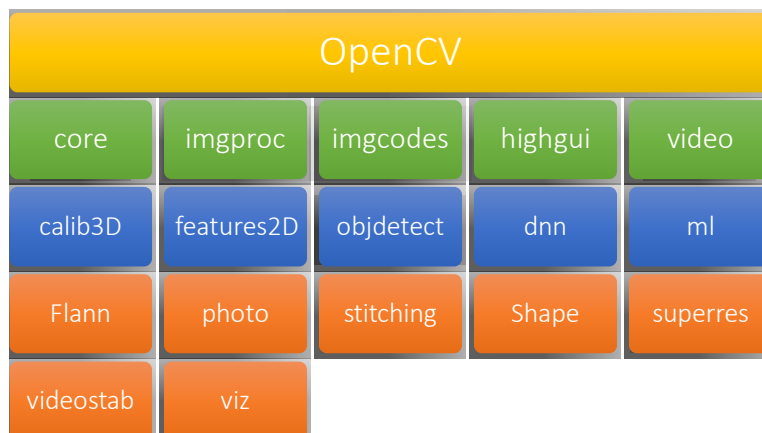 OpenCV
core imgproc imgcodes highgui video
calib3D features2D objdetect dnn ml
Flann photo stitching Shape superres
videostab viz